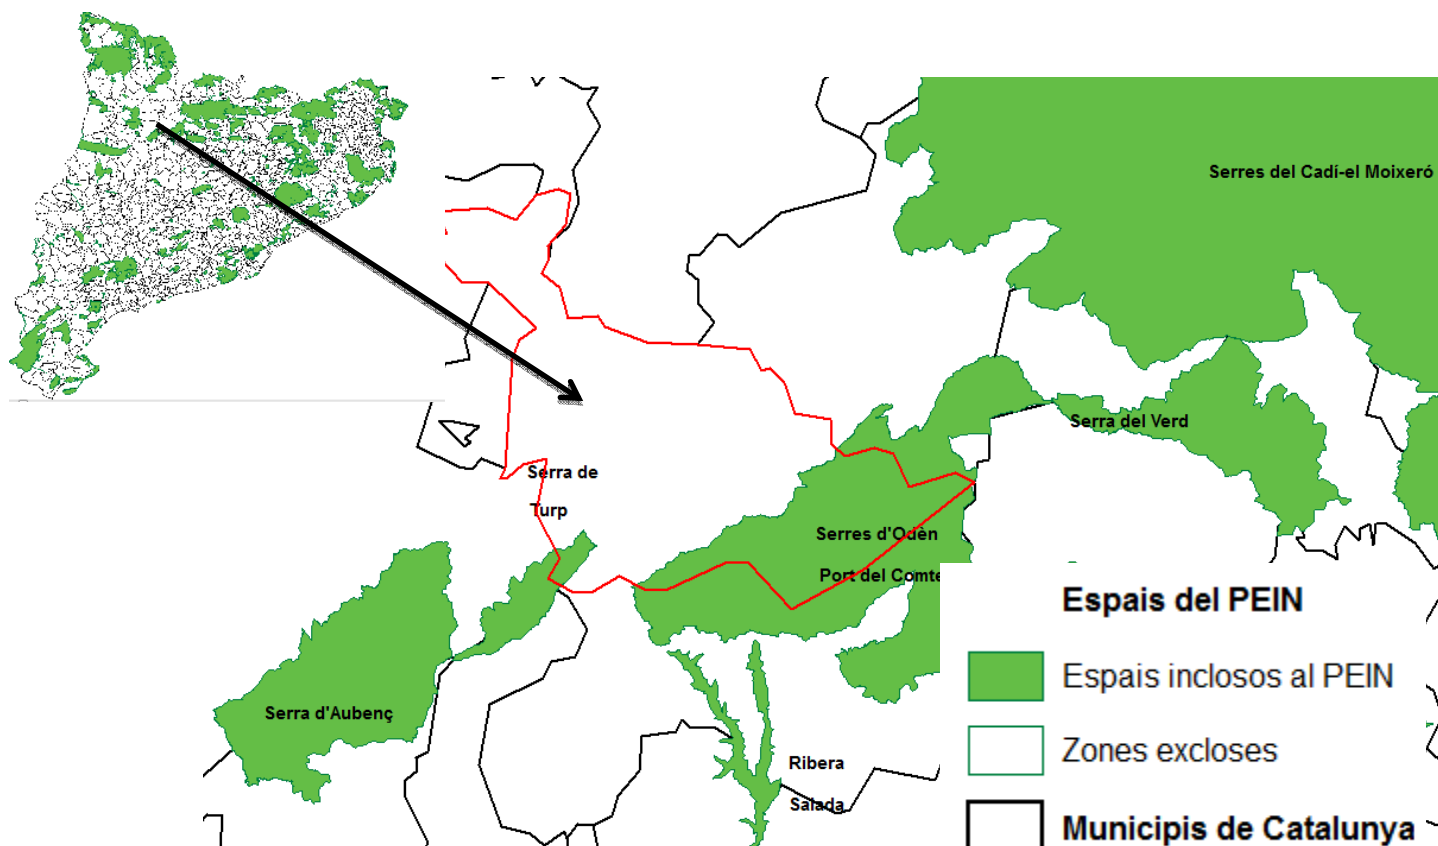 Serres del Cadí-el Moixeró
Serra del Verd
Serra de
Turp
Serres d'Odèn
Port del Comte
Serra d'Aubenç
Ribera
Salada
Espais del PEIN
Espais inclosos al PEIN
Zones excloses
Municipis de Catalunya